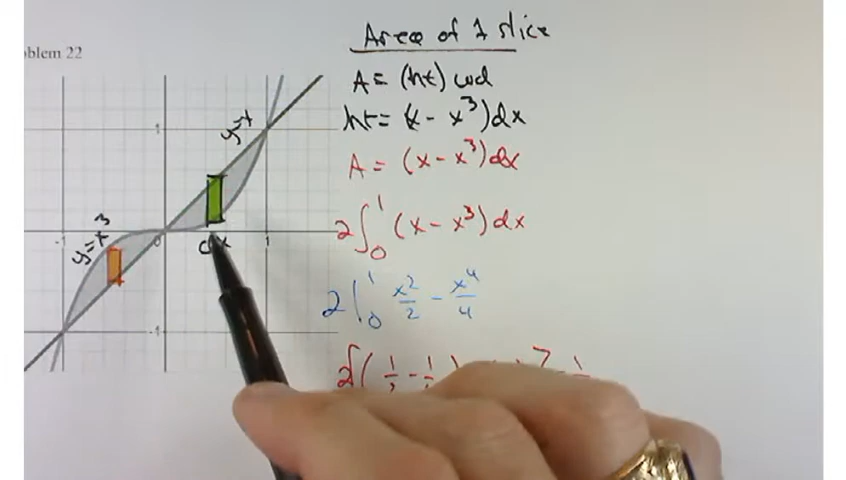 oblem 22
Area of 1 slice
A = (ht) wd
ht = (x - x³)dx
A = (x - x³)dx
2∫₀¹ (x - x³) dx
2|₀¹ x²/2 - x⁴/4
1
y=x
y=x³
-1
0
dx
1
-1